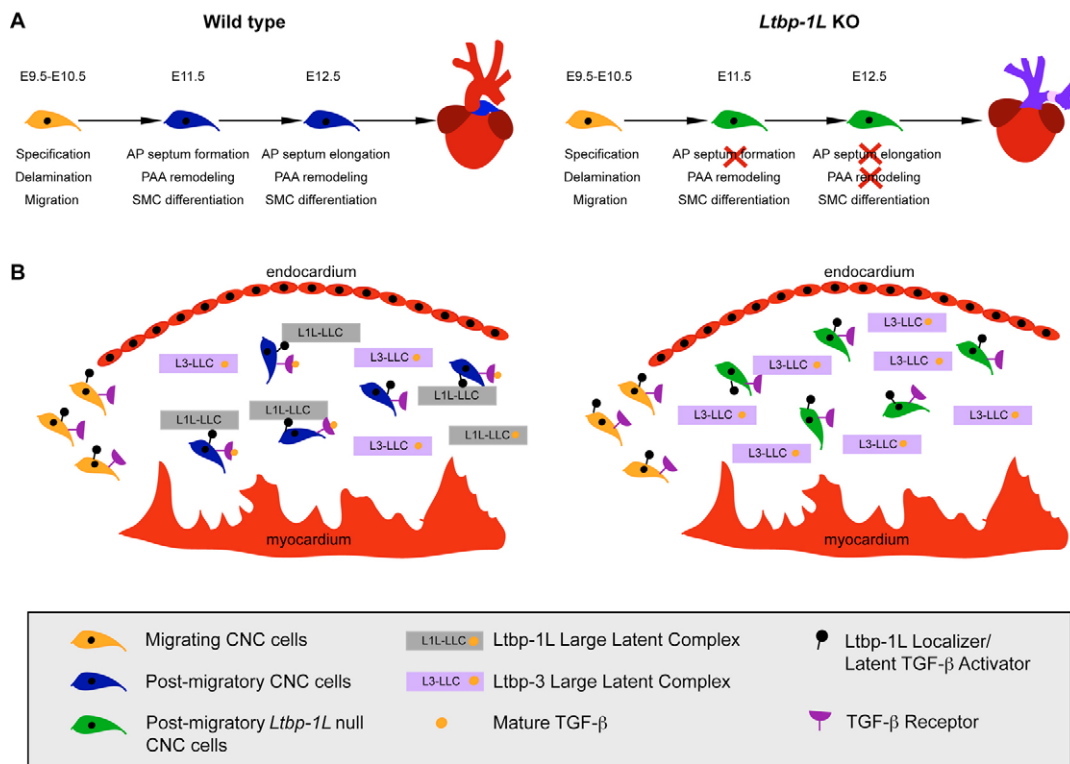 A
Wild type
Ltbp-1L KO
E9.5-E10.5
E11.5
E12.5
E9.5-E10.5
E11.5
E12.5
Specification
AP septum formation
AP septum elongation
Specification
AP septum formation
AP septum elongation
Delamination
PAA remodeling
PAA remodeling
Delamination
PAA remodeling
PAA remodeling
Migration
SMC differentiation
SMC differentiation
Migration
SMC differentiation
SMC differentiation
B
endocardium
L1L-LLC
L3-LLC
L3-LLC
L1L-LLC
L1L-LLC
L1L-LLC
L3-LLC
L1L-LLC
myocardium
endocardium
L3-LLC
L3-LLC
L3-LLC
L3-LLC
L3-LLC
L3-LLC
L3-LLC
myocardium
Migrating CNC cells
Post-migratory CNC cells
Post-migratory Ltbp-1L null
CNC cells
L1L-LLC
Ltbp-1L Large Latent Complex
L3-LLC
Ltbp-3 Large Latent Complex
Mature TGF-β
Ltbp-1L Localizer/
Latent TGF-β Activator
TGF-β Receptor